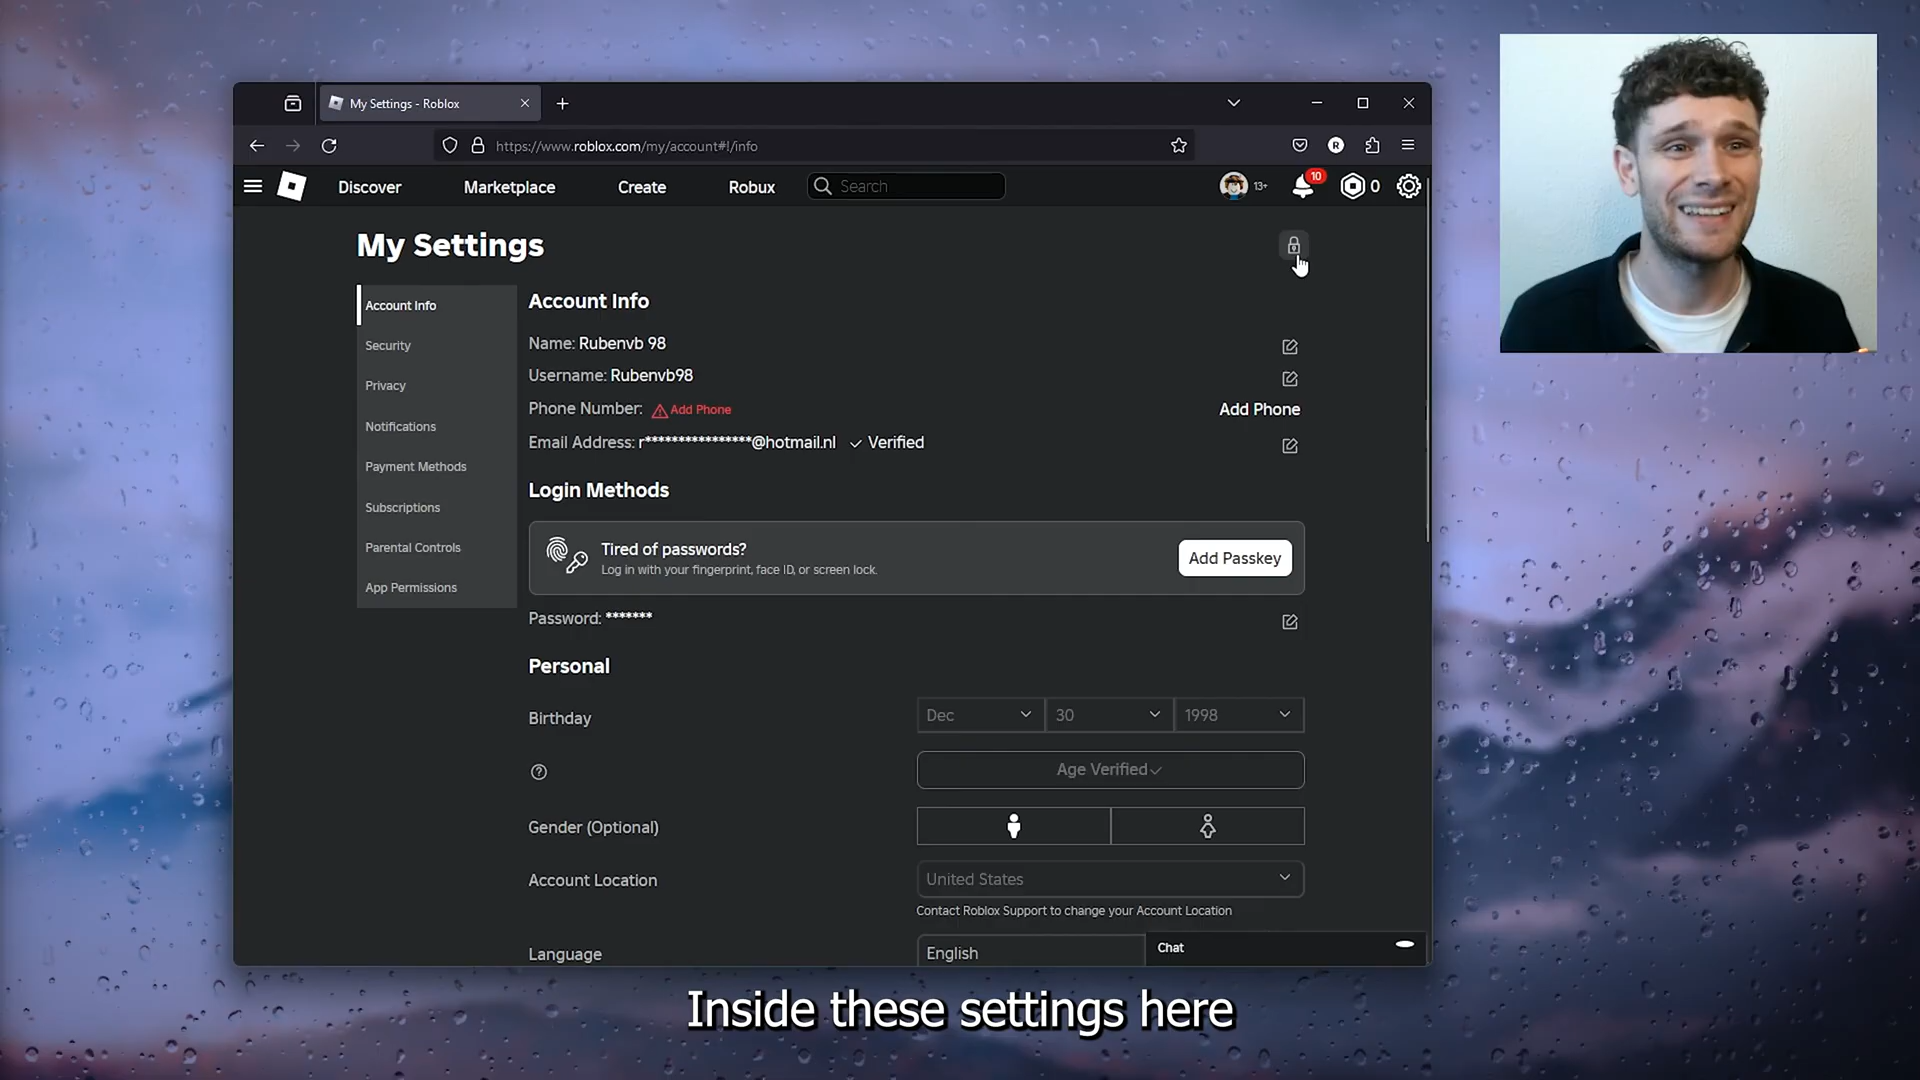 My Settings - Roblox
https://www.roblox.com/my/account#!/info
R
Discover
Marketplace
Create
Robux
Search
13+
10
0
My Settings
Account Info
Security
Privacy
Notifications
Payment Methods
Subscriptions
Parental Controls
App Permissions
Account Info
Name: Rubenvb 98
Username: Rubenvb98
Phone Number: Add Phone
Add Phone
Email Address: r****************@hotmail.nl ✓ Verified
Login Methods
Tired of passwords?
Log in with your fingerprint, face ID, or screen lock.
Add Passkey
Password: *******
Personal
Birthday
Dec
30
1998
Age Verified✓
Gender (Optional)
Account Location
United States
Contact Roblox Support to change your Account Location
Language
English
Chat
Inside these settings here